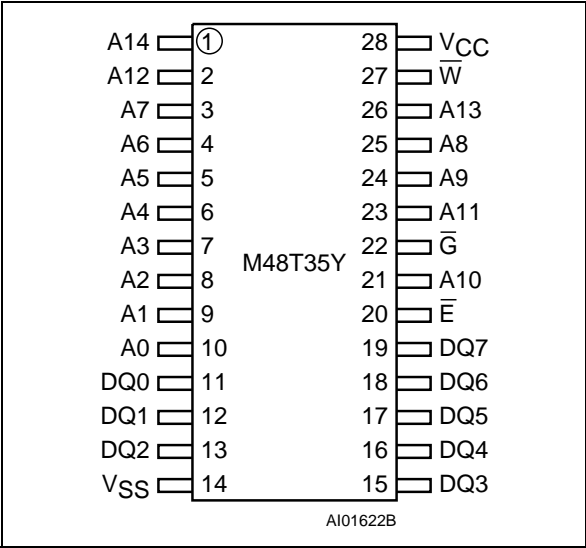 A14 1 28 VCC
A12 2 27 W̅
A7 3 26 A13
A6 4 25 A8
A5 5 24 A9
A4 6 23 A11
A3 7 22 G̅
M48T35Y
A2 8 21 A10
A1 9 20 E̅
A0 10 19 DQ7
DQ0 11 18 DQ6
DQ1 12 17 DQ5
DQ2 13 16 DQ4
VSS 14 15 DQ3
AI01622B